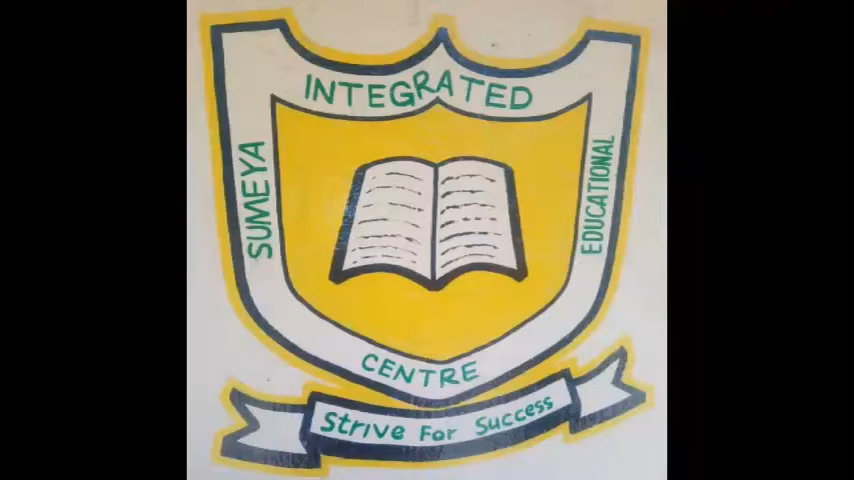 SUMEYA
INTEGRATED
EDUCATIONAL
CENTRE
Strive For Success